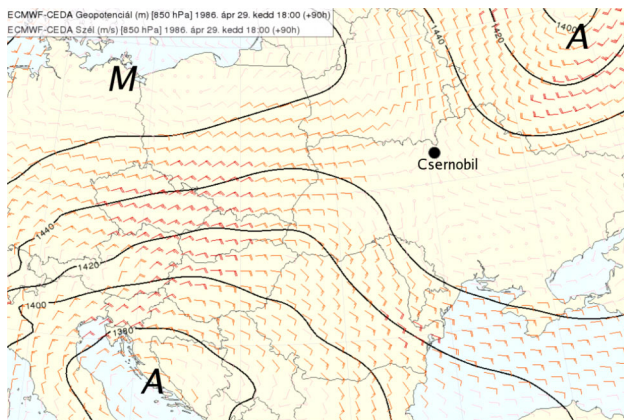 ECMWF-CEDA Geopotenciál (m) [850 hPa] 1986. ápr 29. kedd 18:00 (+90h)
ECMWF-CEDA Szél (m/s) [850 hPa] 1986. ápr 29. kedd 18:00 (+90h)
1400
1440
1420
A
M
Csernobil
1440
1420
1400
1380
A